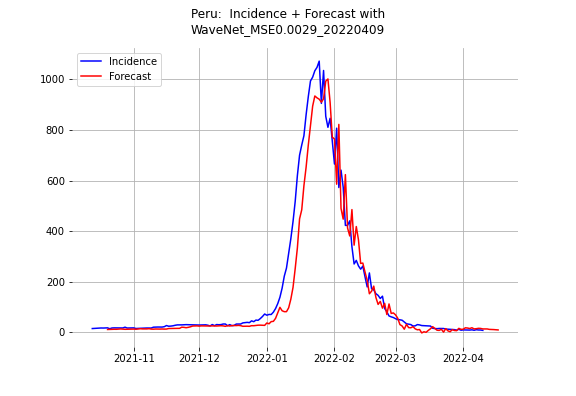 Peru:  Incidence + Forecast with
WaveNet_MSE0.0029_20220409
Incidence
Forecast
1000
800
600
400
200
0
2021-11 2021-12 2022-01 2022-02 2022-03 2022-04